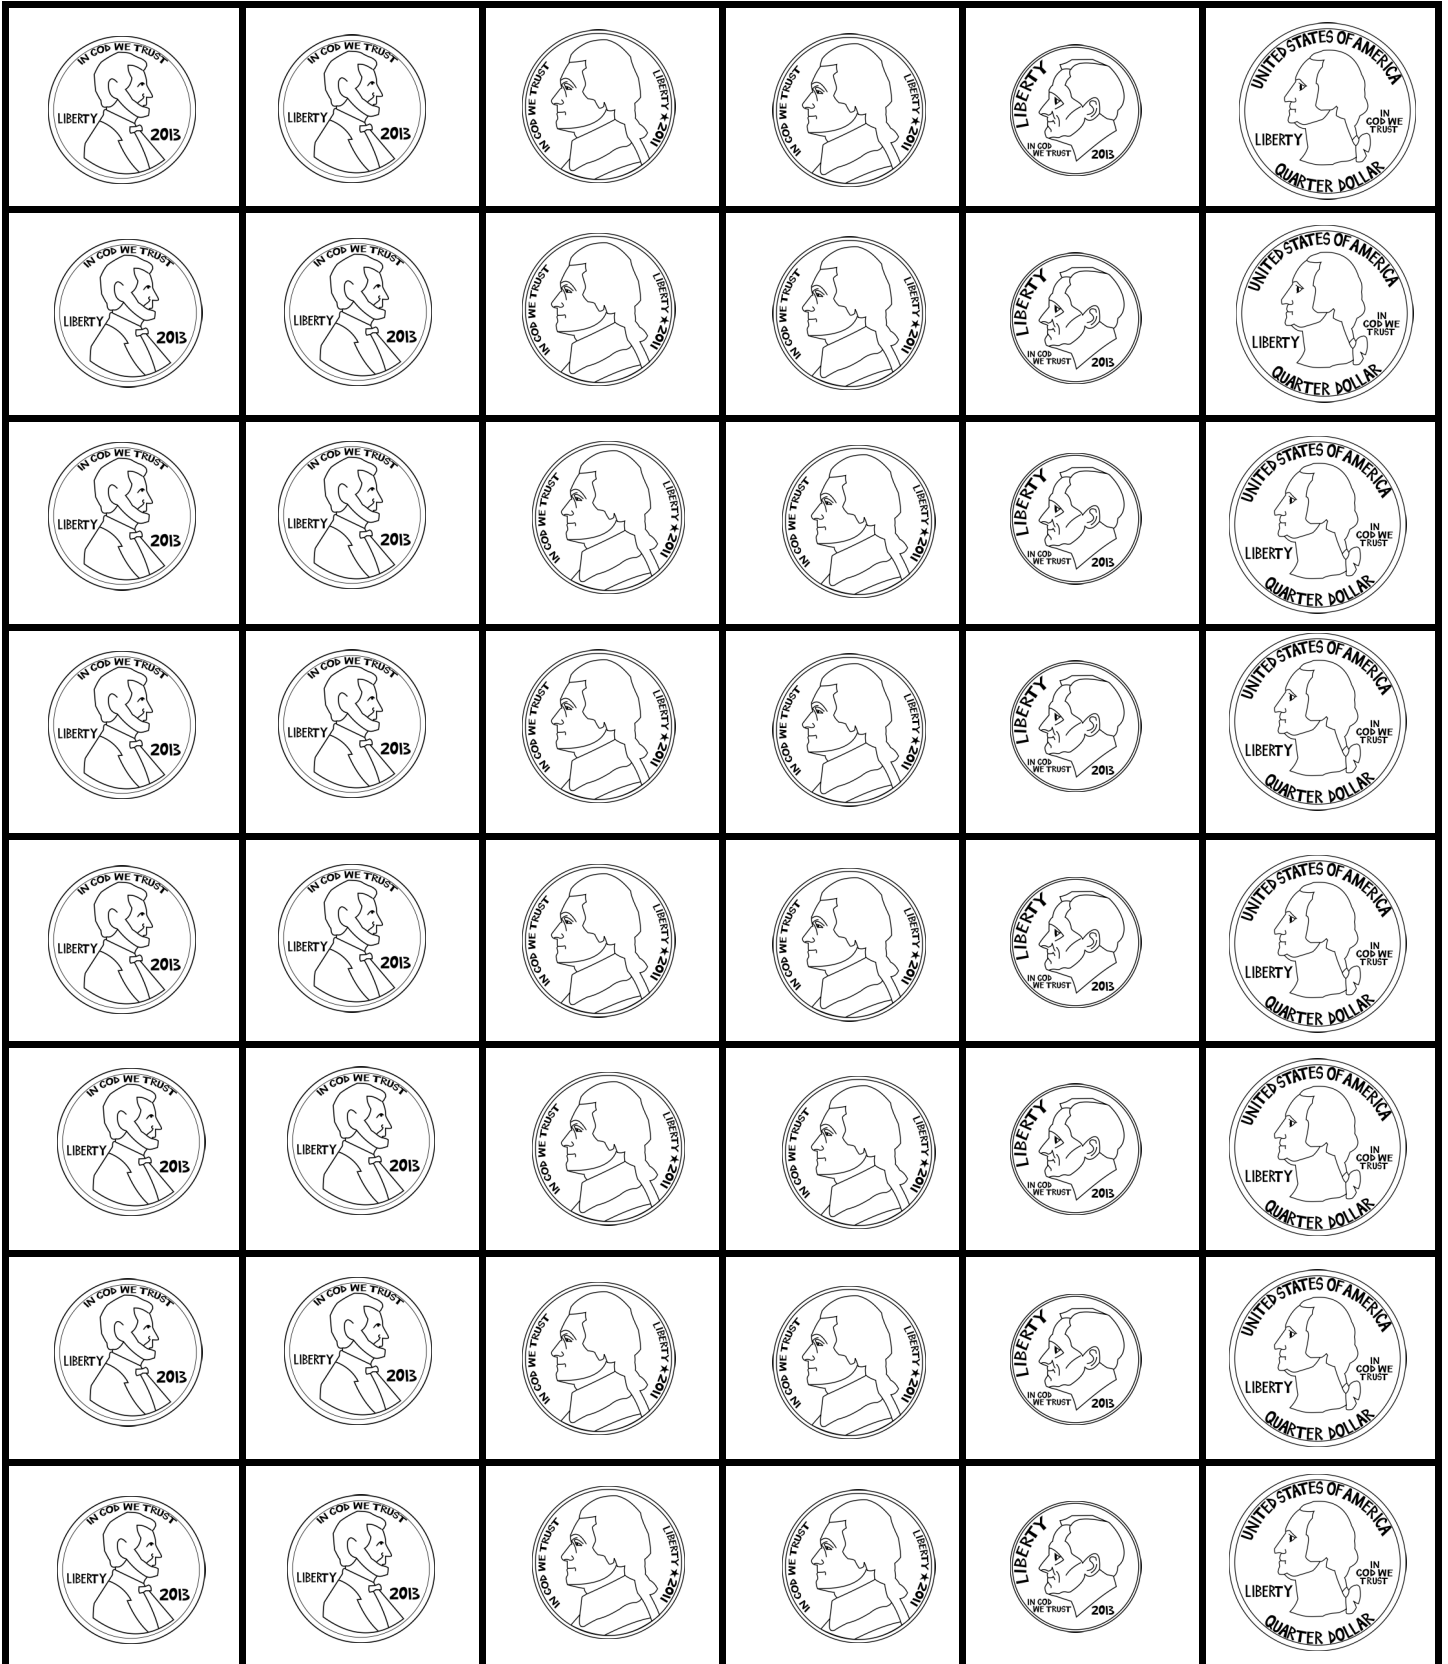 IN GOD WE TRUST
LIBERTY
2013
IN GOD WE TRUST
LIBERTY
2013
IN GOD WE TRUST
LIBERTY★2011
IN GOD WE TRUST
LIBERTY★2011
LIBERTY
IN GOD
WE TRUST
2013
UNITED STATES OF AMERICA
LIBERTY
IN
GOD WE
TRUST
QUARTER DOLLAR
IN GOD WE TRUST
LIBERTY
2013
IN GOD WE TRUST
LIBERTY
2013
IN GOD WE TRUST
LIBERTY★2011
IN GOD WE TRUST
LIBERTY★2011
LIBERTY
IN GOD
WE TRUST
2013
UNITED STATES OF AMERICA
LIBERTY
IN
GOD WE
TRUST
QUARTER DOLLAR
IN GOD WE TRUST
LIBERTY
2013
IN GOD WE TRUST
LIBERTY
2013
IN GOD WE TRUST
LIBERTY★2011
IN GOD WE TRUST
LIBERTY★2011
LIBERTY
IN GOD
WE TRUST
2013
UNITED STATES OF AMERICA
LIBERTY
IN
GOD WE
TRUST
QUARTER DOLLAR
IN GOD WE TRUST
LIBERTY
2013
IN GOD WE TRUST
LIBERTY
2013
IN GOD WE TRUST
LIBERTY★2011
IN GOD WE TRUST
LIBERTY★2011
LIBERTY
IN GOD
WE TRUST
2013
UNITED STATES OF AMERICA
LIBERTY
IN
GOD WE
TRUST
QUARTER DOLLAR
IN GOD WE TRUST
LIBERTY
2013
IN GOD WE TRUST
LIBERTY
2013
IN GOD WE TRUST
LIBERTY★2011
IN GOD WE TRUST
LIBERTY★2011
LIBERTY
IN GOD
WE TRUST
2013
UNITED STATES OF AMERICA
LIBERTY
IN
GOD WE
TRUST
QUARTER DOLLAR
IN GOD WE TRUST
LIBERTY
2013
IN GOD WE TRUST
LIBERTY
2013
IN GOD WE TRUST
LIBERTY★2011
IN GOD WE TRUST
LIBERTY★2011
LIBERTY
IN GOD
WE TRUST
2013
UNITED STATES OF AMERICA
LIBERTY
IN
GOD WE
TRUST
QUARTER DOLLAR
IN GOD WE TRUST
LIBERTY
2013
IN GOD WE TRUST
LIBERTY
2013
IN GOD WE TRUST
LIBERTY★2011
IN GOD WE TRUST
LIBERTY★2011
LIBERTY
IN GOD
WE TRUST
2013
UNITED STATES OF AMERICA
LIBERTY
IN
GOD WE
TRUST
QUARTER DOLLAR
IN GOD WE TRUST
LIBERTY
2013
IN GOD WE TRUST
LIBERTY
2013
IN GOD WE TRUST
LIBERTY★2011
IN GOD WE TRUST
LIBERTY★2011
LIBERTY
IN GOD
WE TRUST
2013
UNITED STATES OF AMERICA
LIBERTY
IN
GOD WE
TRUST
QUARTER DOLLAR